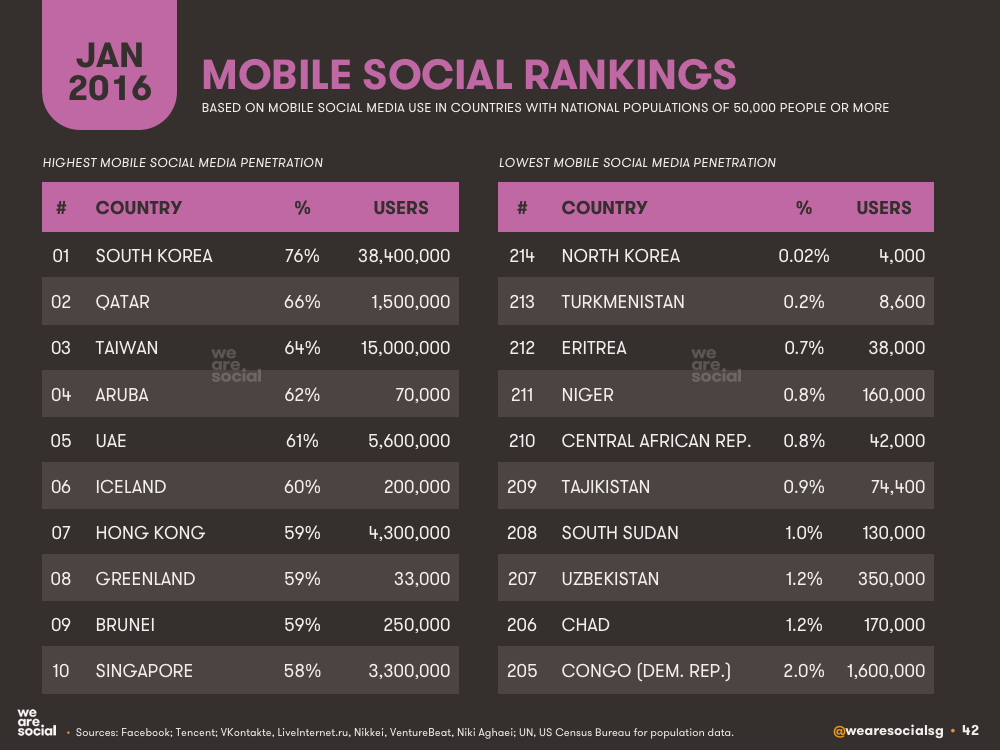 JAN
2016
MOBILE SOCIAL RANKINGS
BASED ON MOBILE SOCIAL MEDIA USE IN COUNTRIES WITH NATIONAL POPULATIONS OF 50,000 PEOPLE OR MORE
HIGHEST MOBILE SOCIAL MEDIA PENETRATION
# COUNTRY % USERS
01 SOUTH KOREA 76% 38,400,000
02 QATAR 66% 1,500,000
03 TAIWAN 64% 15,000,000
04 ARUBA 62% 70,000
05 UAE 61% 5,600,000
06 ICELAND 60% 200,000
07 HONG KONG 59% 4,300,000
08 GREENLAND 59% 33,000
09 BRUNEI 59% 250,000
10 SINGAPORE 58% 3,300,000
we
are
social
LOWEST MOBILE SOCIAL MEDIA PENETRATION
# COUNTRY % USERS
214 NORTH KOREA 0.02% 4,000
213 TURKMENISTAN 0.2% 8,600
212 ERITREA 0.7% 38,000
211 NIGER 0.8% 160,000
210 CENTRAL AFRICAN REP. 0.8% 42,000
209 TAJIKISTAN 0.9% 74,400
208 SOUTH SUDAN 1.0% 130,000
207 UZBEKISTAN 1.2% 350,000
206 CHAD 1.2% 170,000
205 CONGO (DEM. REP.) 2.0% 1,600,000
we
are
social
we
are
social
• Sources: Facebook; Tencent; VKontakte, LiveInternet.ru, Nikkei, VentureBeat, Niki Aghaei; UN, US Census Bureau for population data.
@wearesocialsg • 42